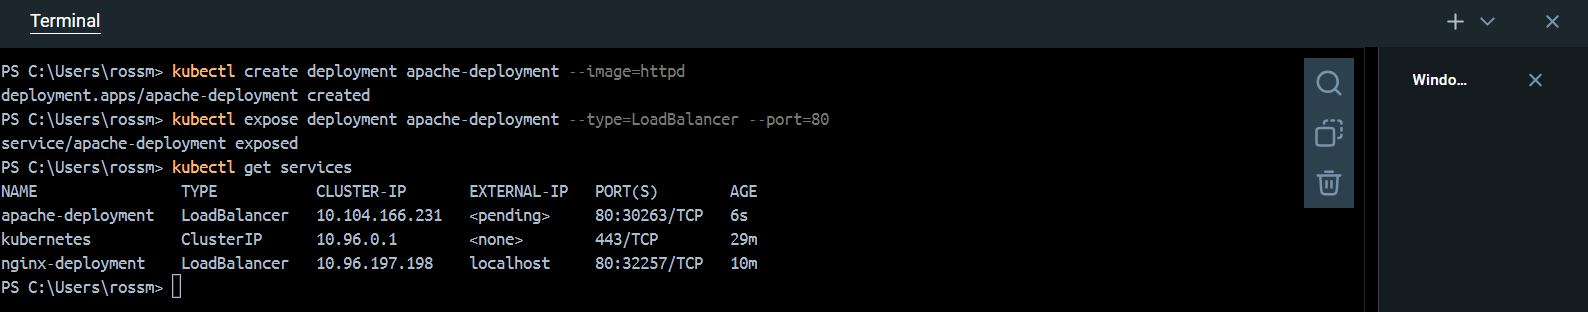 Terminal
PS C:\Users\rossm> kubectl create deployment apache-deployment --image=httpd
Windo...
deployment.apps/apache-deployment created
PS C:\Users\rossm> kubectl expose deployment apache-deployment --type=LoadBalancer --port=80
service/apache-deployment exposed
PS C:\Users\rossm> kubectl get services
NAME TYPE CLUSTER-IP EXTERNAL-IP PORT(S) AGE
apache-deployment LoadBalancer 10.104.166.231 <pending> 80:30263/TCP 6s
kubernetes ClusterIP 10.96.0.1 <none> 443/TCP 29m
nginx-deployment LoadBalancer 10.96.197.198 localhost 80:32257/TCP 10m
PS C:\Users\rossm>